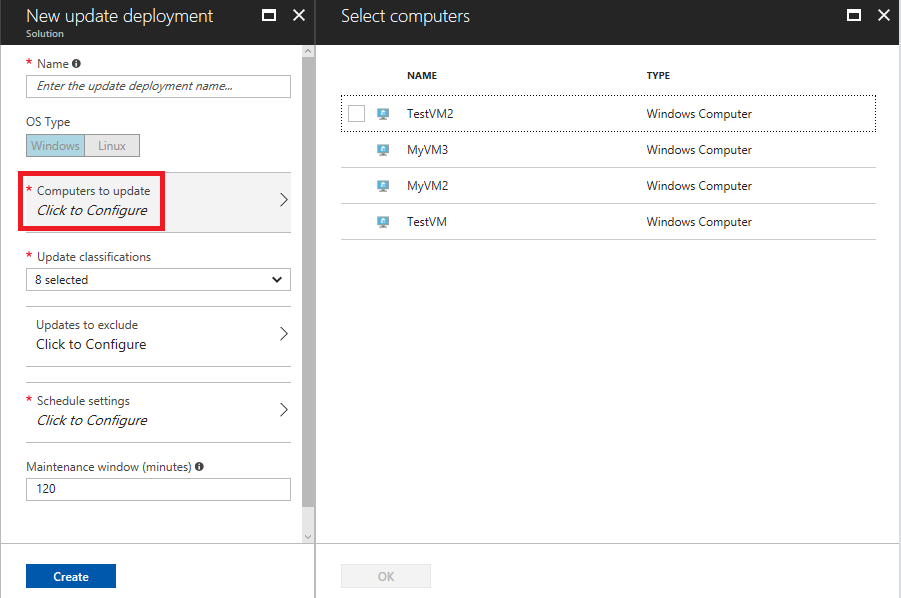 New update deployment
Solution
* Name
Enter the update deployment name...
OS Type
Windows Linux
* Computers to update
Click to Configure
* Update classifications
8 selected
Updates to exclude
Click to Configure
* Schedule settings
Click to Configure
Maintenance window (minutes)
120
Create
Select computers
NAME TYPE
TestVM2 Windows Computer
MyVM3 Windows Computer
MyVM2 Windows Computer
TestVM Windows Computer
OK